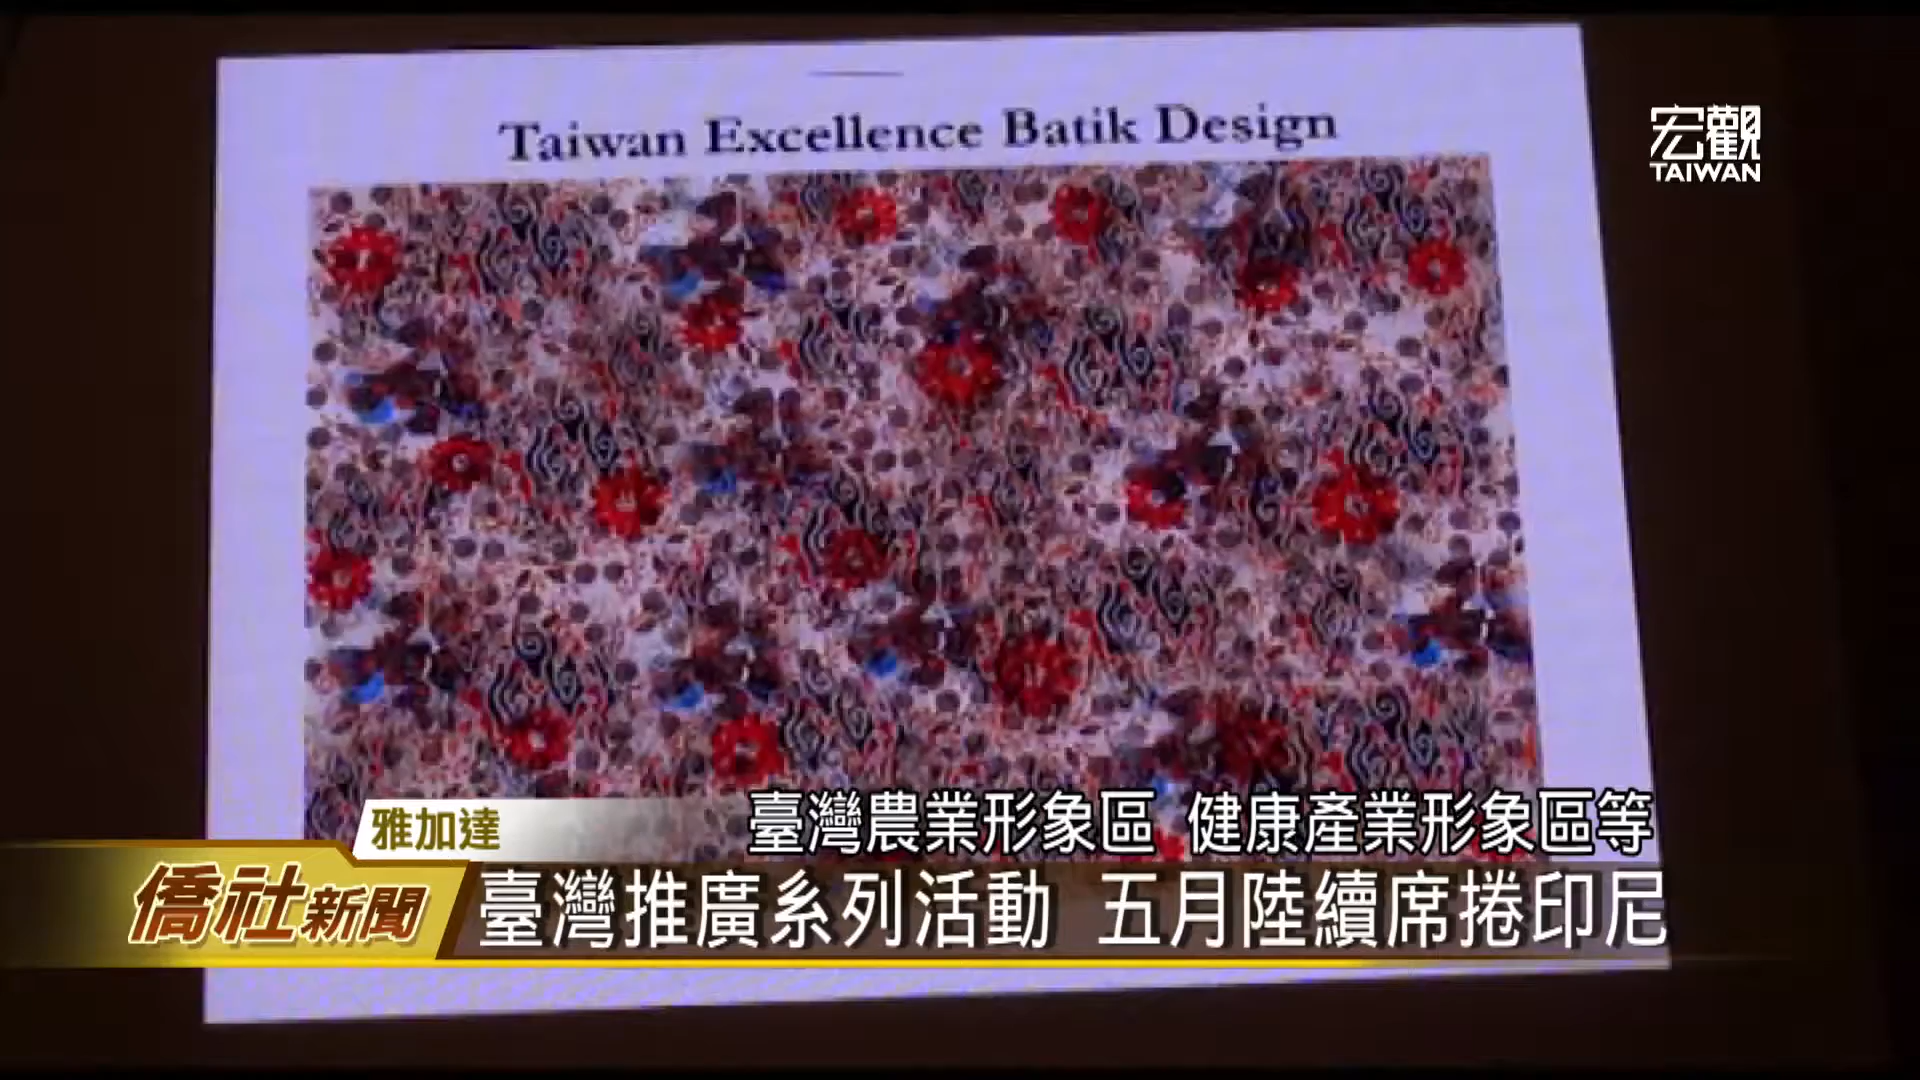 Taiwan Excellence Batik Design
宏觀
TAIWAN
雅加達
臺灣農業形象區 健康產業形象區等
僑社新聞
臺灣推廣系列活動 五月陸續席捲印尼